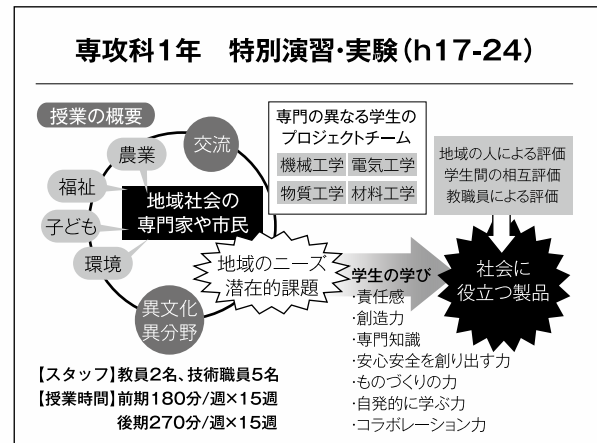 専攻科1年　特別演習・実験(h17-24)
授業の概要
交流
農業
福祉
子ども
環境
地域社会の
専門家や市民
異文化
異分野
専門の異なる学生の
プロジェクトチーム
機械工学 電気工学
物質工学 材料工学
地域のニーズ
潜在的課題
学生の学び
・責任感
・創造力
・専門知識
・安心安全を創り出す力
・ものづくりの力
・自発的に学ぶ力
・コラボレーション力
地域の人による評価
学生間の相互評価
教職員による評価
社会に
役立つ製品
【スタッフ】教員2名、技術職員5名
【授業時間】前期180分/週×15週
後期270分/週×15週